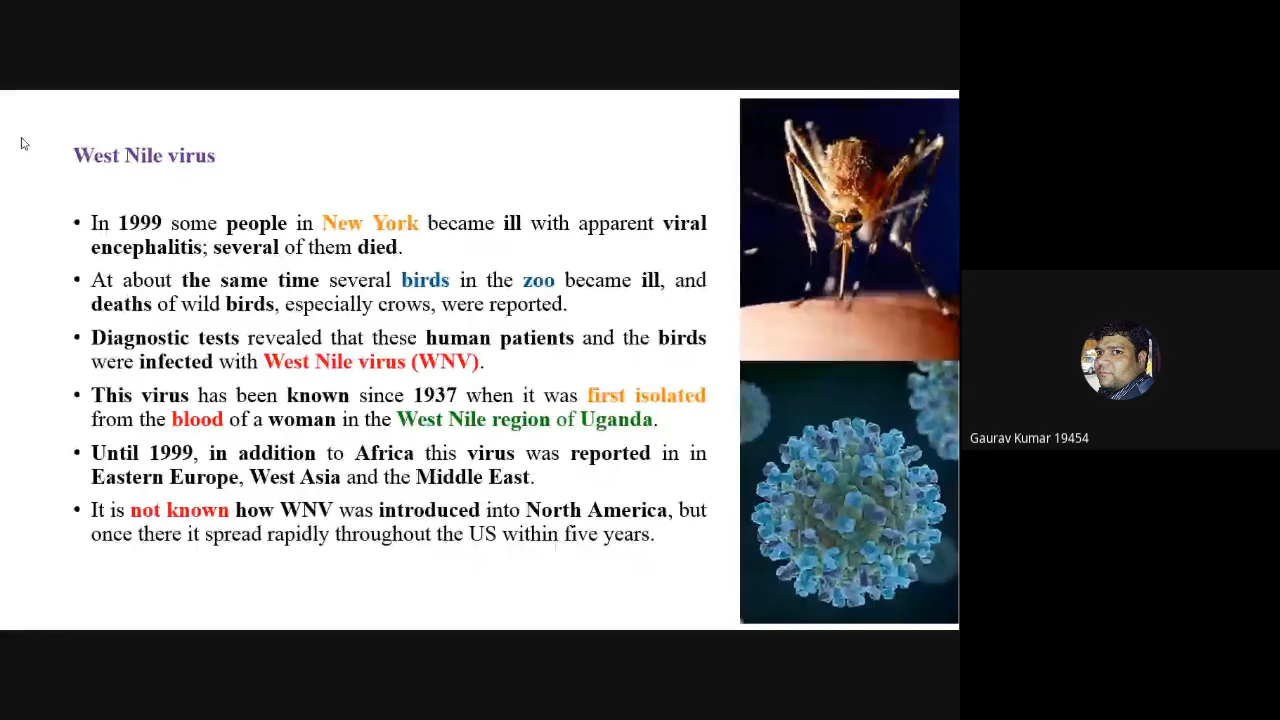 West Nile virus
• In 1999 some people in New York became ill with apparent viral
encephalitis; several of them died.
• At about the same time several birds in the zoo became ill, and
deaths of wild birds, especially crows, were reported.
• Diagnostic tests revealed that these human patients and the birds
were infected with West Nile virus (WNV).
• This virus has been known since 1937 when it was first isolated
from the blood of a woman in the West Nile region of Uganda.
• Until 1999, in addition to Africa this virus was reported in in
Eastern Europe, West Asia and the Middle East.
• It is not known how WNV was introduced into North America, but
once there it spread rapidly throughout the US within five years.
Gaurav Kumar 19454